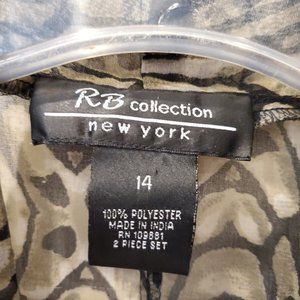 RB collection
new york
14
100% POLYESTER
MADE IN INDIA
RN 109881
2 PIECE SET